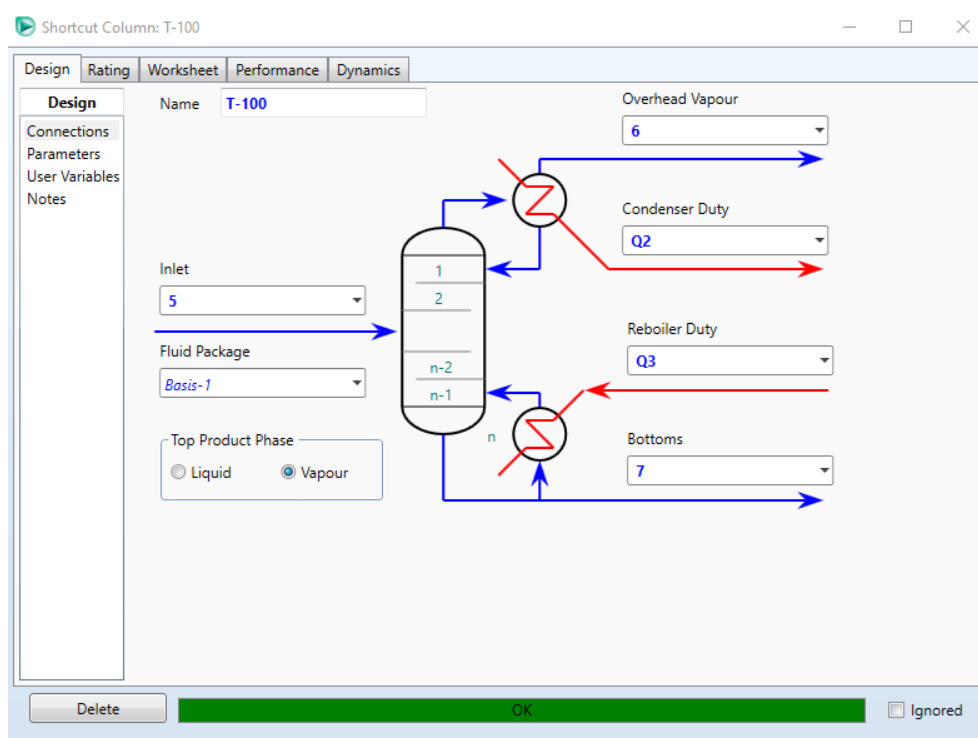 Shortcut Column: T-100
Design Rating Worksheet Performance Dynamics
Design
Connections
Parameters
User Variables
Notes
Name T-100
Overhead Vapour
6
Condenser Duty
Q2
Inlet
5
Fluid Package
Basis-1
Top Product Phase
Liquid Vapour
1
2
n-2
n-1
n
Reboiler Duty
Q3
Bottoms
7
Delete OK Ignored